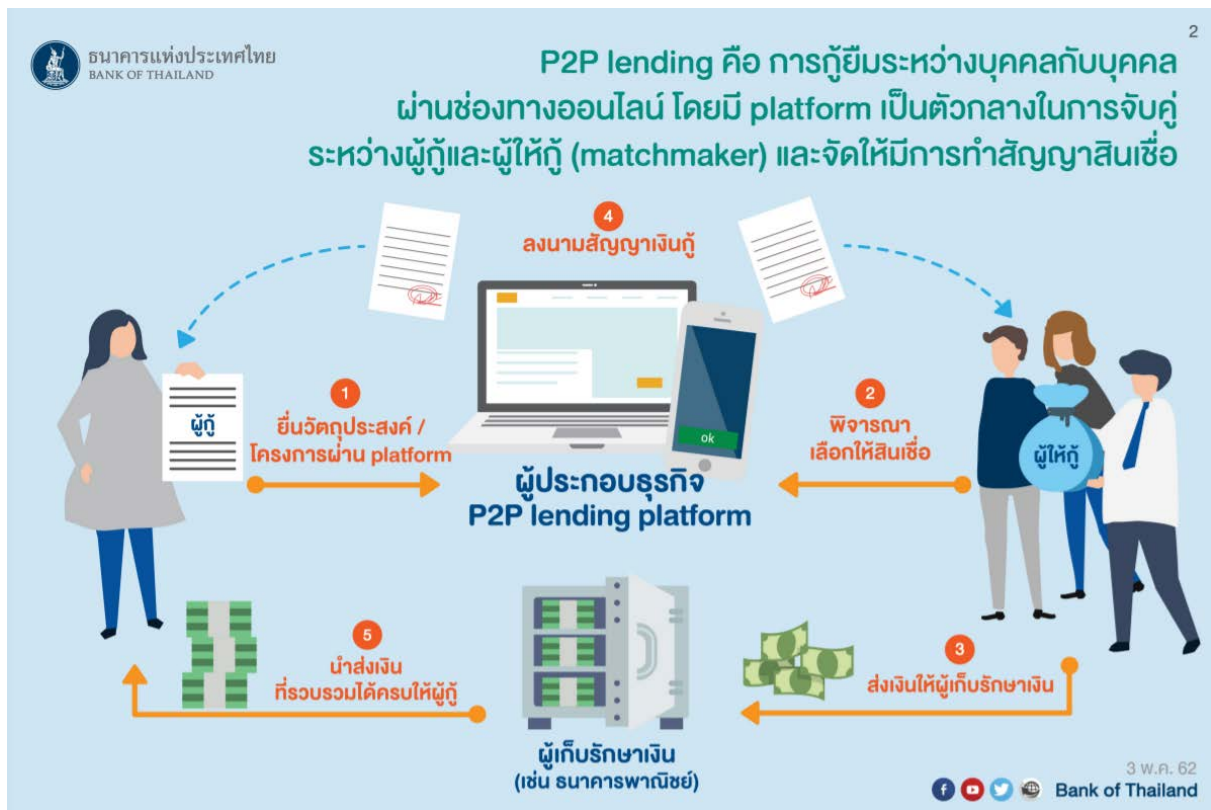 2
ธนาคารแห่งประเทศไทย
BANK OF THAILAND
P2P lending คือ การกู้ยืมระหว่างบุคคลกับบุคคล
ผ่านช่องทางออนไลน์ โดยมี platform เป็นตัวกลางในการจับคู่
ระหว่างผู้กู้และผู้ให้กู้ (matchmaker) และจัดให้มีการทำสัญญาสินเชื่อ
4
ลงนามสัญญาเงินกู้
ผู้กู้
1
ยื่นวัตถุประสงค์ /
โครงการผ่าน platform
ok
2
พิจารณา
เลือกให้สินเชื่อ
ผู้ให้กู้
ผู้ประกอบธุรกิจ
P2P lending platform
5
นำส่งเงิน
ที่รวบรวมได้ครบให้ผู้กู้
3
ส่งเงินให้ผู้เก็บรักษาเงิน
ผู้เก็บรักษาเงิน
(เช่น ธนาคารพาณิชย์)
3 พ.ค. 62
Bank of Thailand